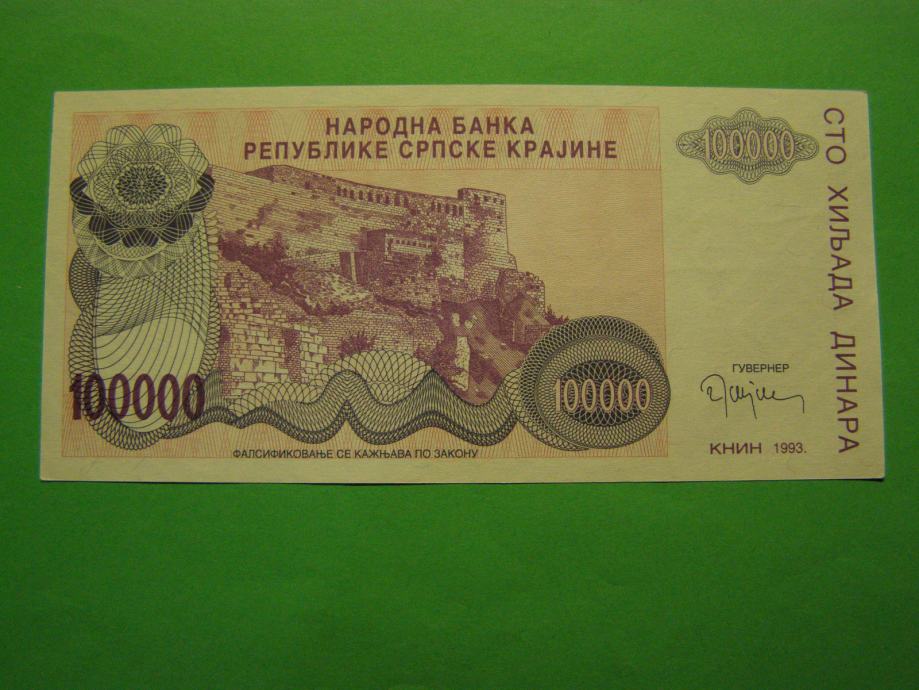 НАРОДНА БАНКА
РЕПУБЛИКЕ СРПСКЕ КРАЈИНЕ
100000
СТО ХИЉАДА ДИНАРА
100000
100000
ГУВЕРНЕР
КНИН 1993.
ФАЛСИФИКОВАЊЕ СЕ КАЖЊАВА ПО ЗАКОНУ